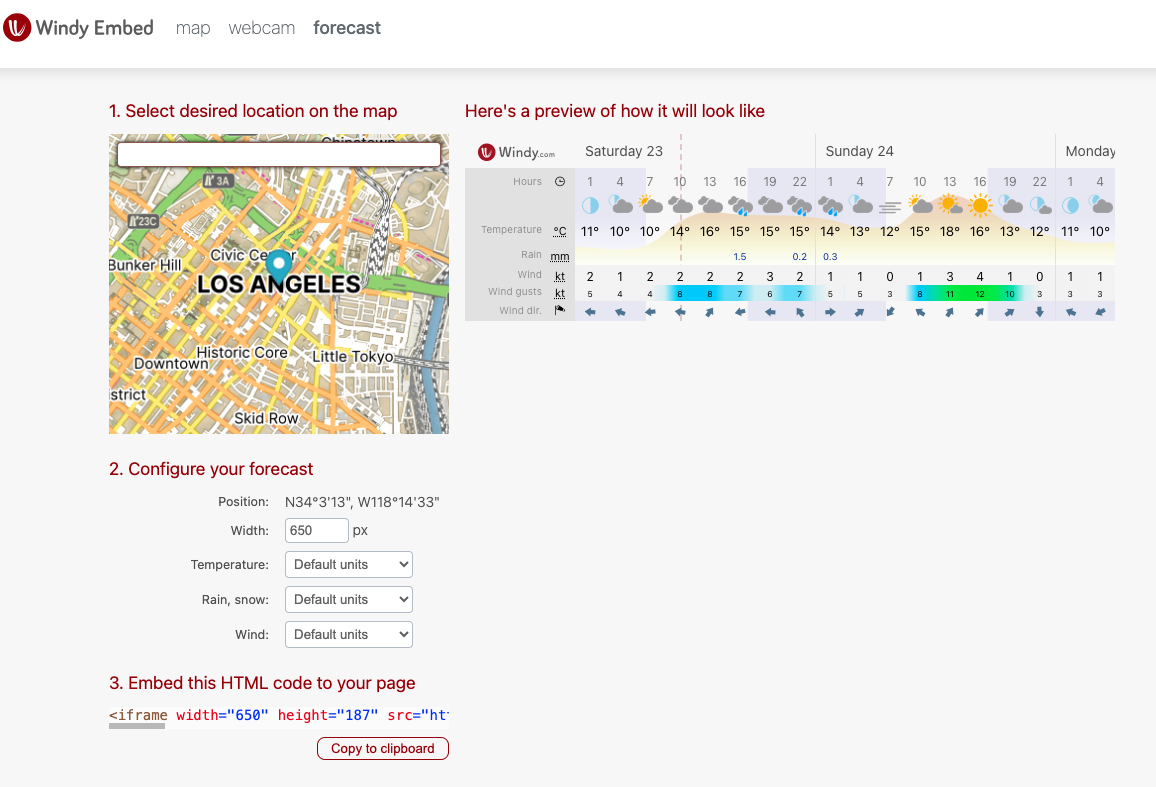 Windy Embed map webcam forecast
1. Select desired location on the map
Here's a preview of how it will look like
Chinatown
3A
23C
Civic Center
Bunker Hill
LOS ANGELES
Historic Core
Little Tokyo
Downtown
strict
Skid Row
Windy.com Saturday 23 Sunday 24 Monday
Hours 1 4 7 10 13 16 19 22 1 4 7 10 13 16 19 22 1 4
Temperature °C 11° 10° 10° 14° 16° 15° 15° 15° 14° 13° 12° 15° 18° 16° 13° 12° 11° 10°
Rain mm 1.5 0.2 0.3
Wind kt 2 1 2 2 2 2 3 2 1 1 0 1 3 4 1 0 1 1
Wind gusts kt 5 4 4 8 8 7 6 7 5 5 3 8 11 12 10 3 3 3
Wind dir.
2. Configure your forecast
Position: N34°3'13", W118°14'33"
Width: 650 px
Temperature: Default units
Rain, snow: Default units
Wind: Default units
3. Embed this HTML code to your page
<iframe width="650" height="187" src="htt
Copy to clipboard